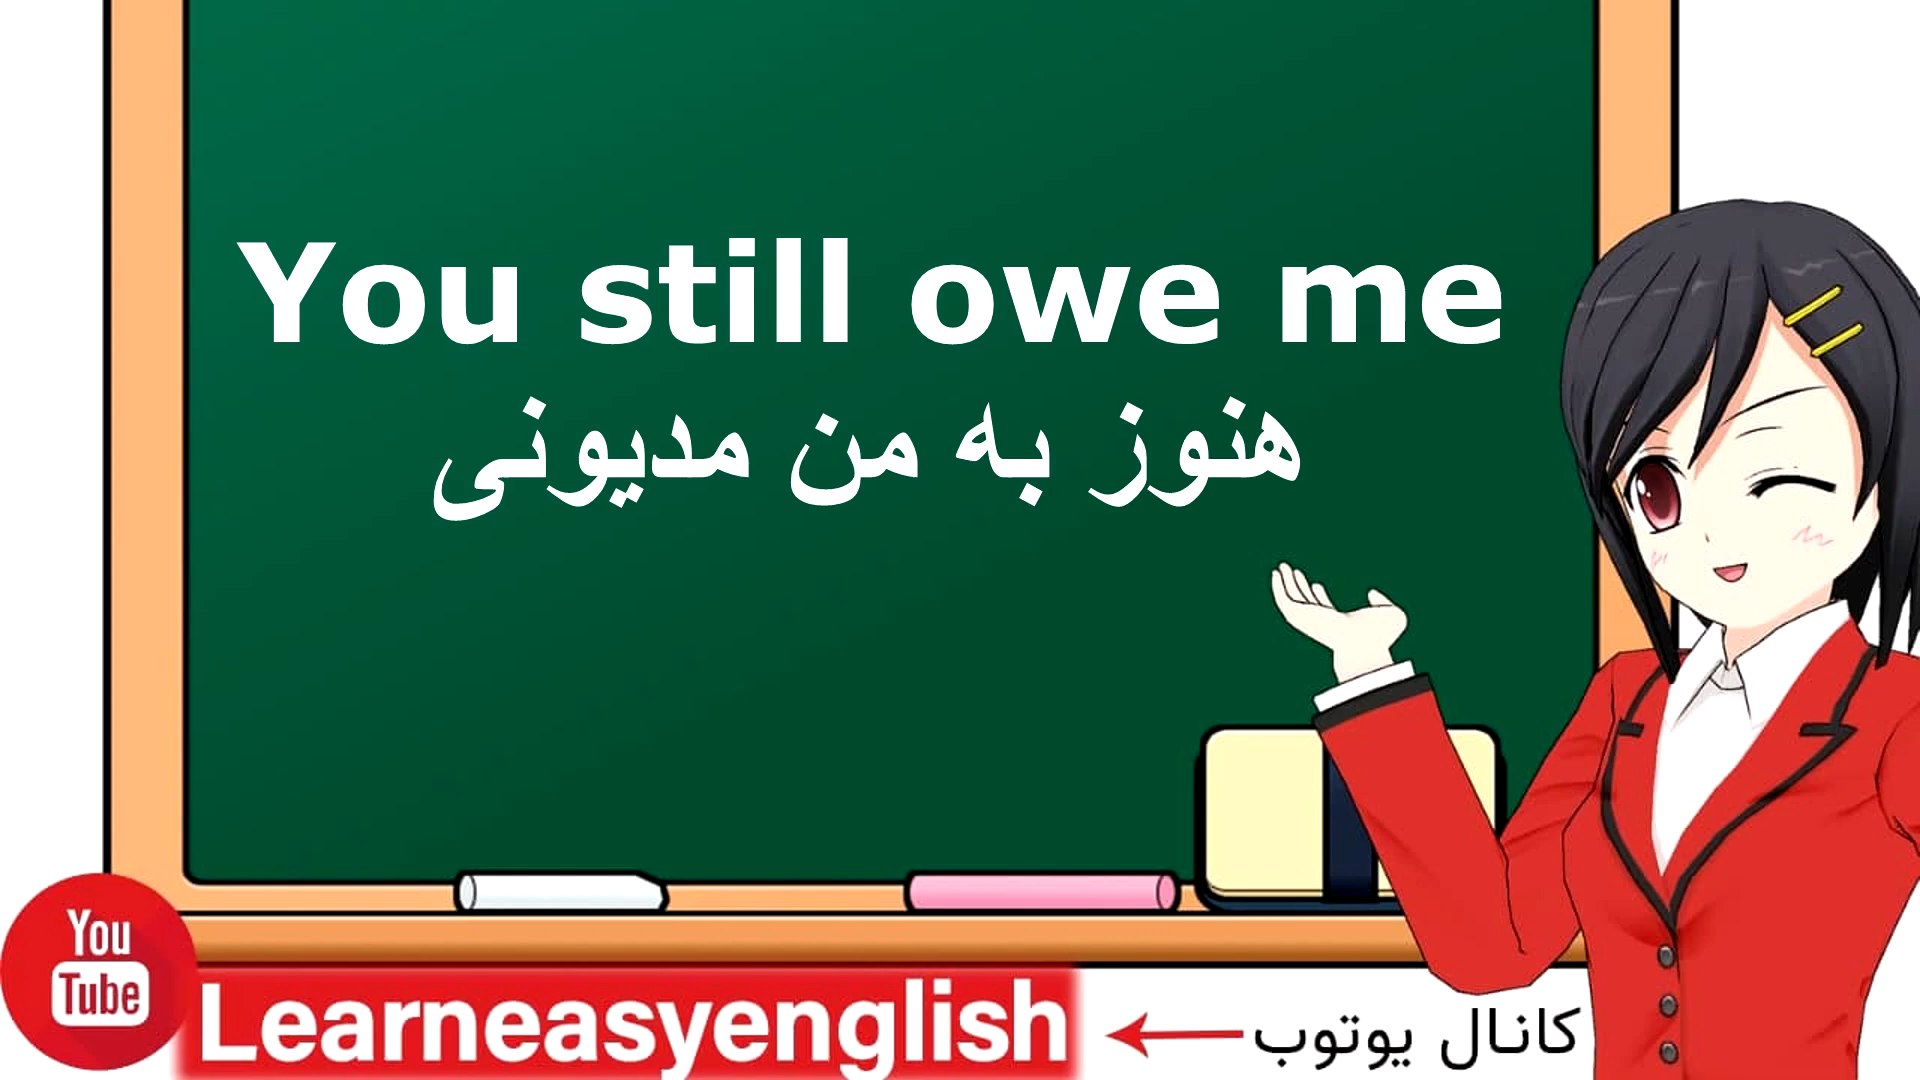 You still owe me
هنوز به من مدیونی
You
Tube
Learneasyenglish
کانال یوتوب